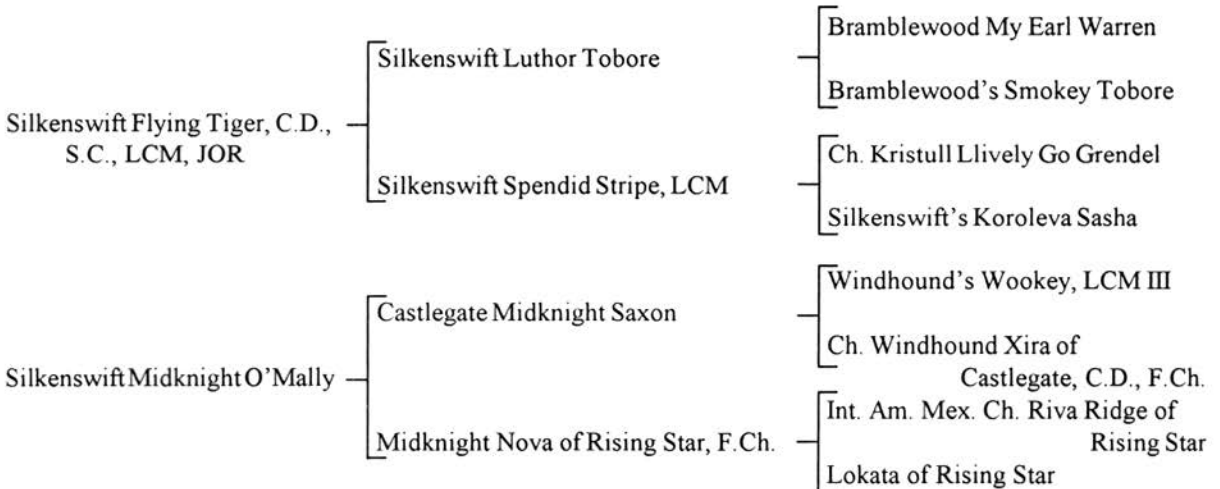 Bramblewood My Earl Warren
Silkenswift Luthor Tobore
Bramblewood's Smokey Tobore
Silkenswift Flying Tiger, C.D.,
S.C., LCM, JOR
Ch. Kristull Llively Go Grendel
Silkenswift Spendid Stripe, LCM
Silkenswift's Koroleva Sasha
Windhound's Wookey, LCM III
Castlegate Midknight Saxon
Ch. Windhound Xira of
Castlegate, C.D., F.Ch.
Silkenswift Midknight O'Mally
Int. Am. Mex. Ch. Riva Ridge of
Rising Star
Midknight Nova of Rising Star, F.Ch.
Lokata of Rising Star